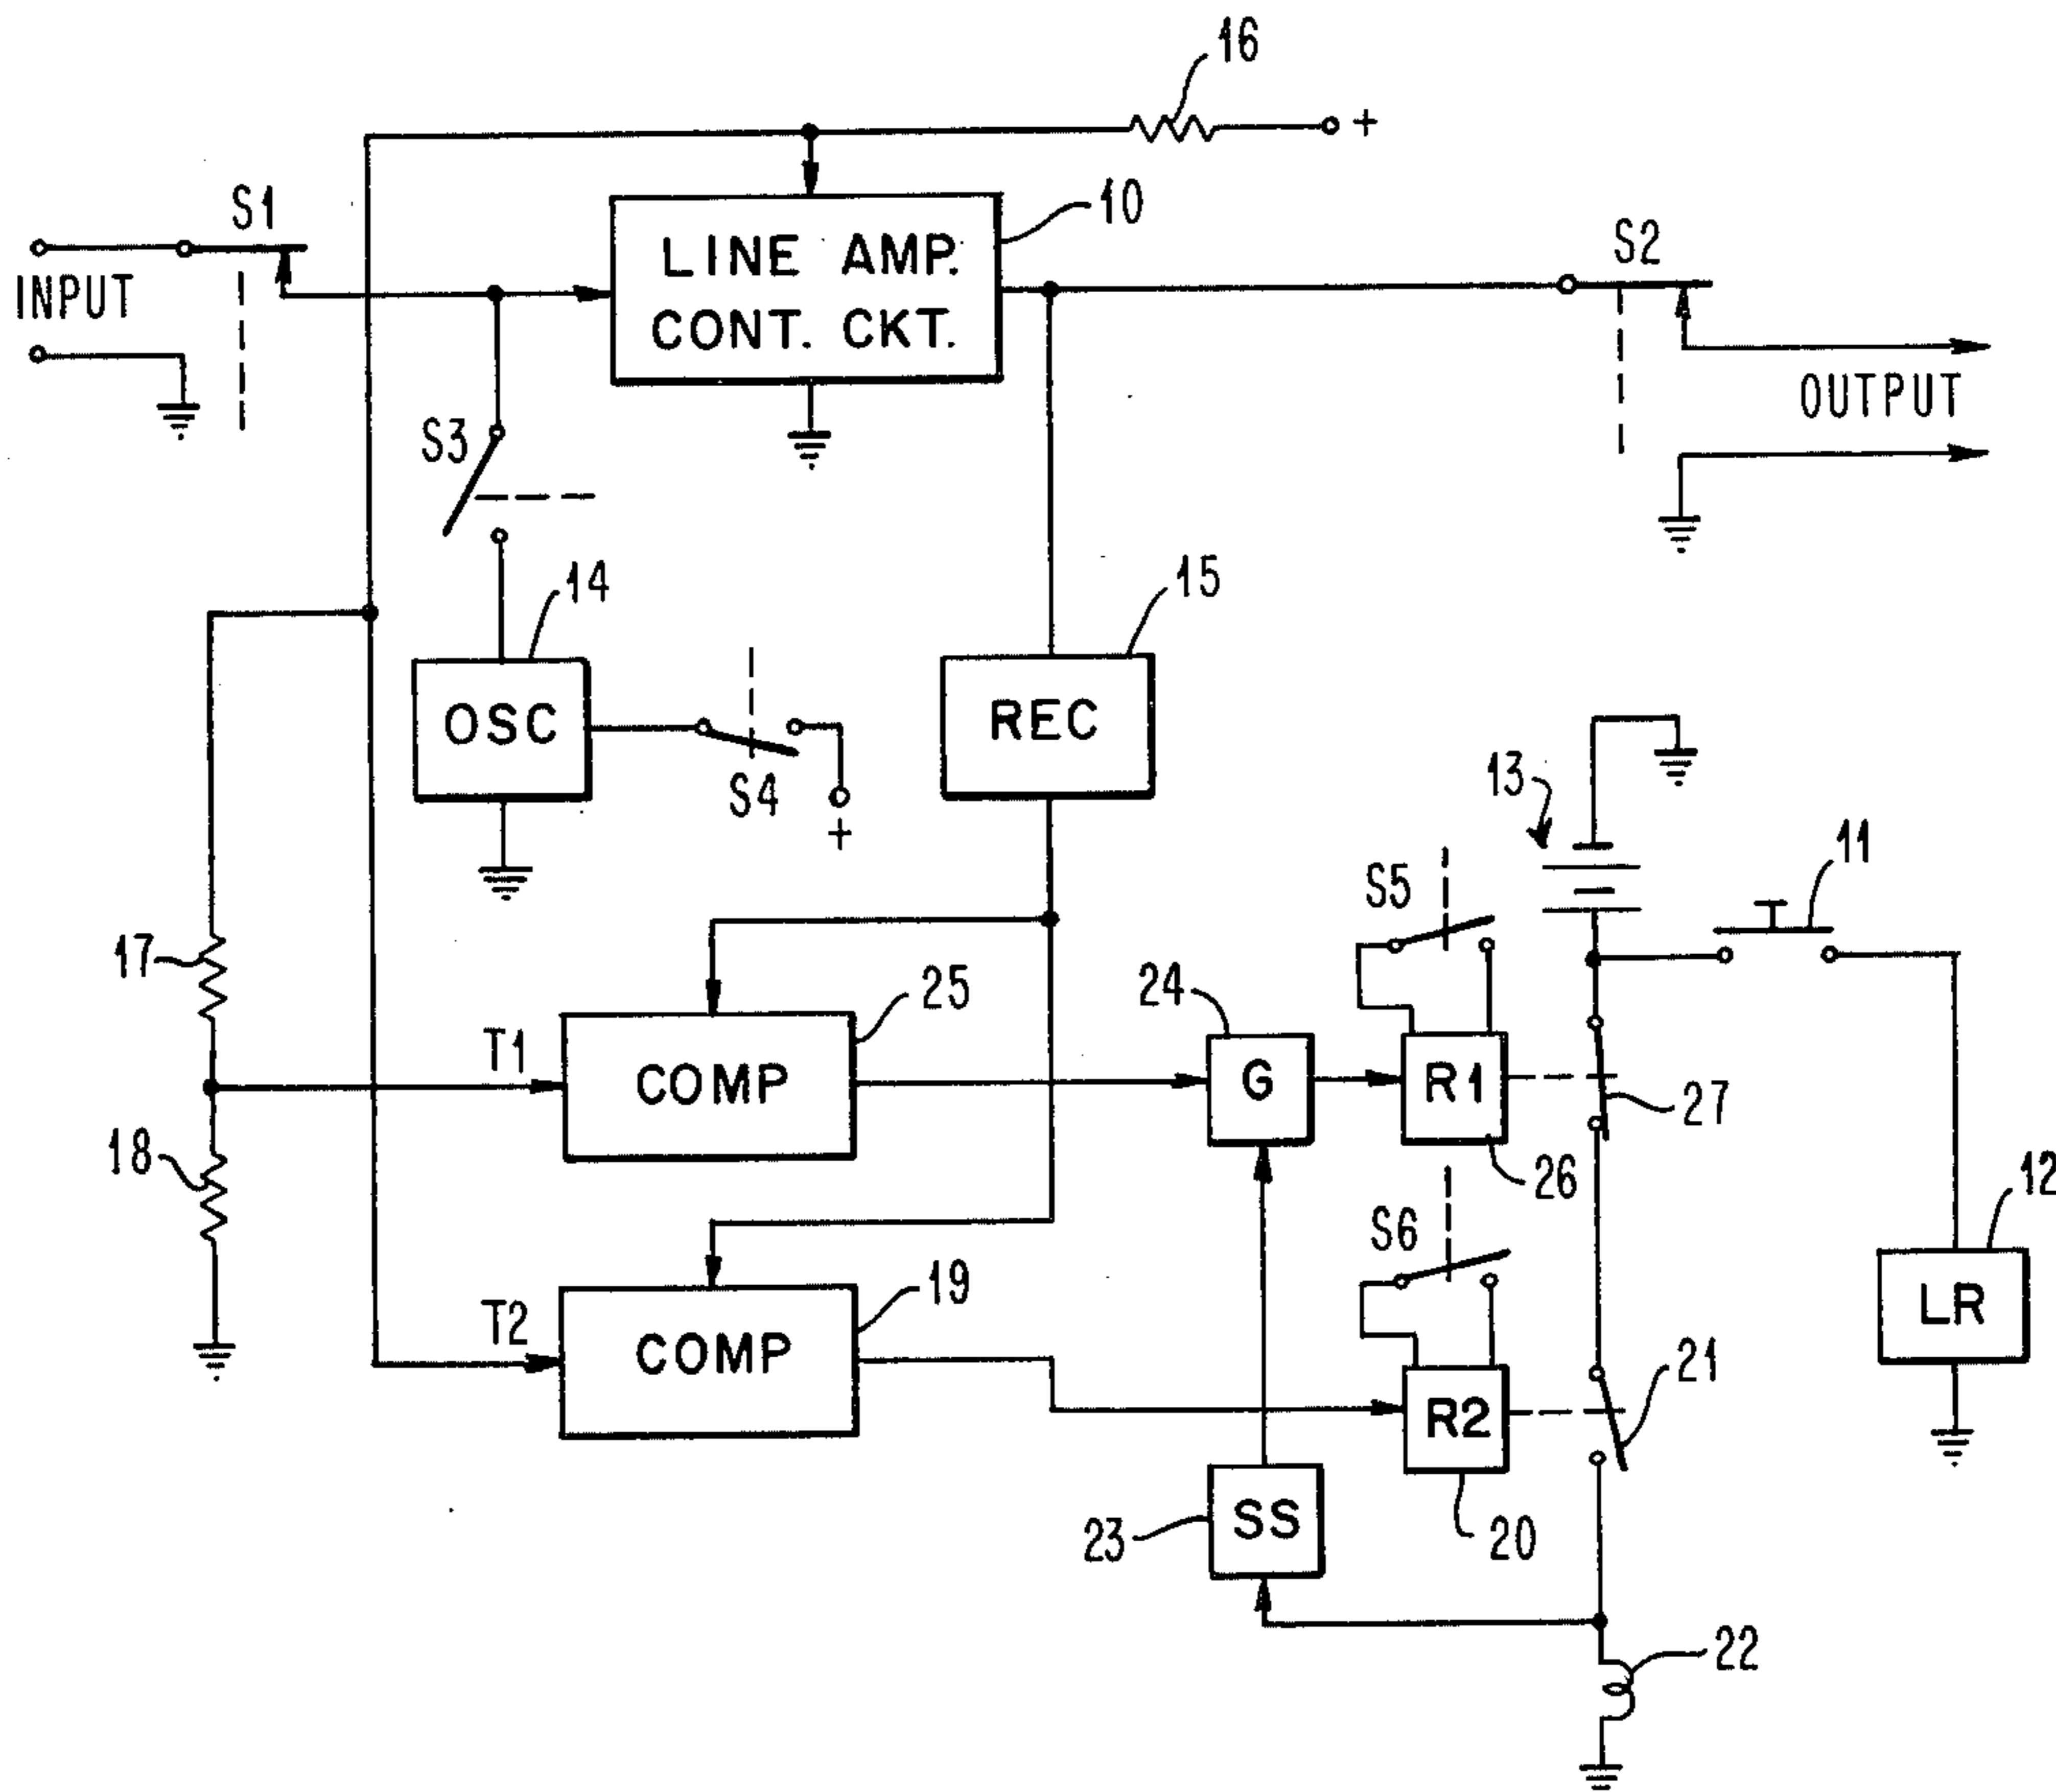 16
+
S1
10
S2
LINE AMP.
CONT. CKT.
INPUT
OUTPUT
S3
14
15
OSC
REC
S4
+
13
11
S5
17
25
24
T1
COMP
G
R1
27
18
26
12
S6
19
T2
COMP
LR
21
R2
SS
23
20
22